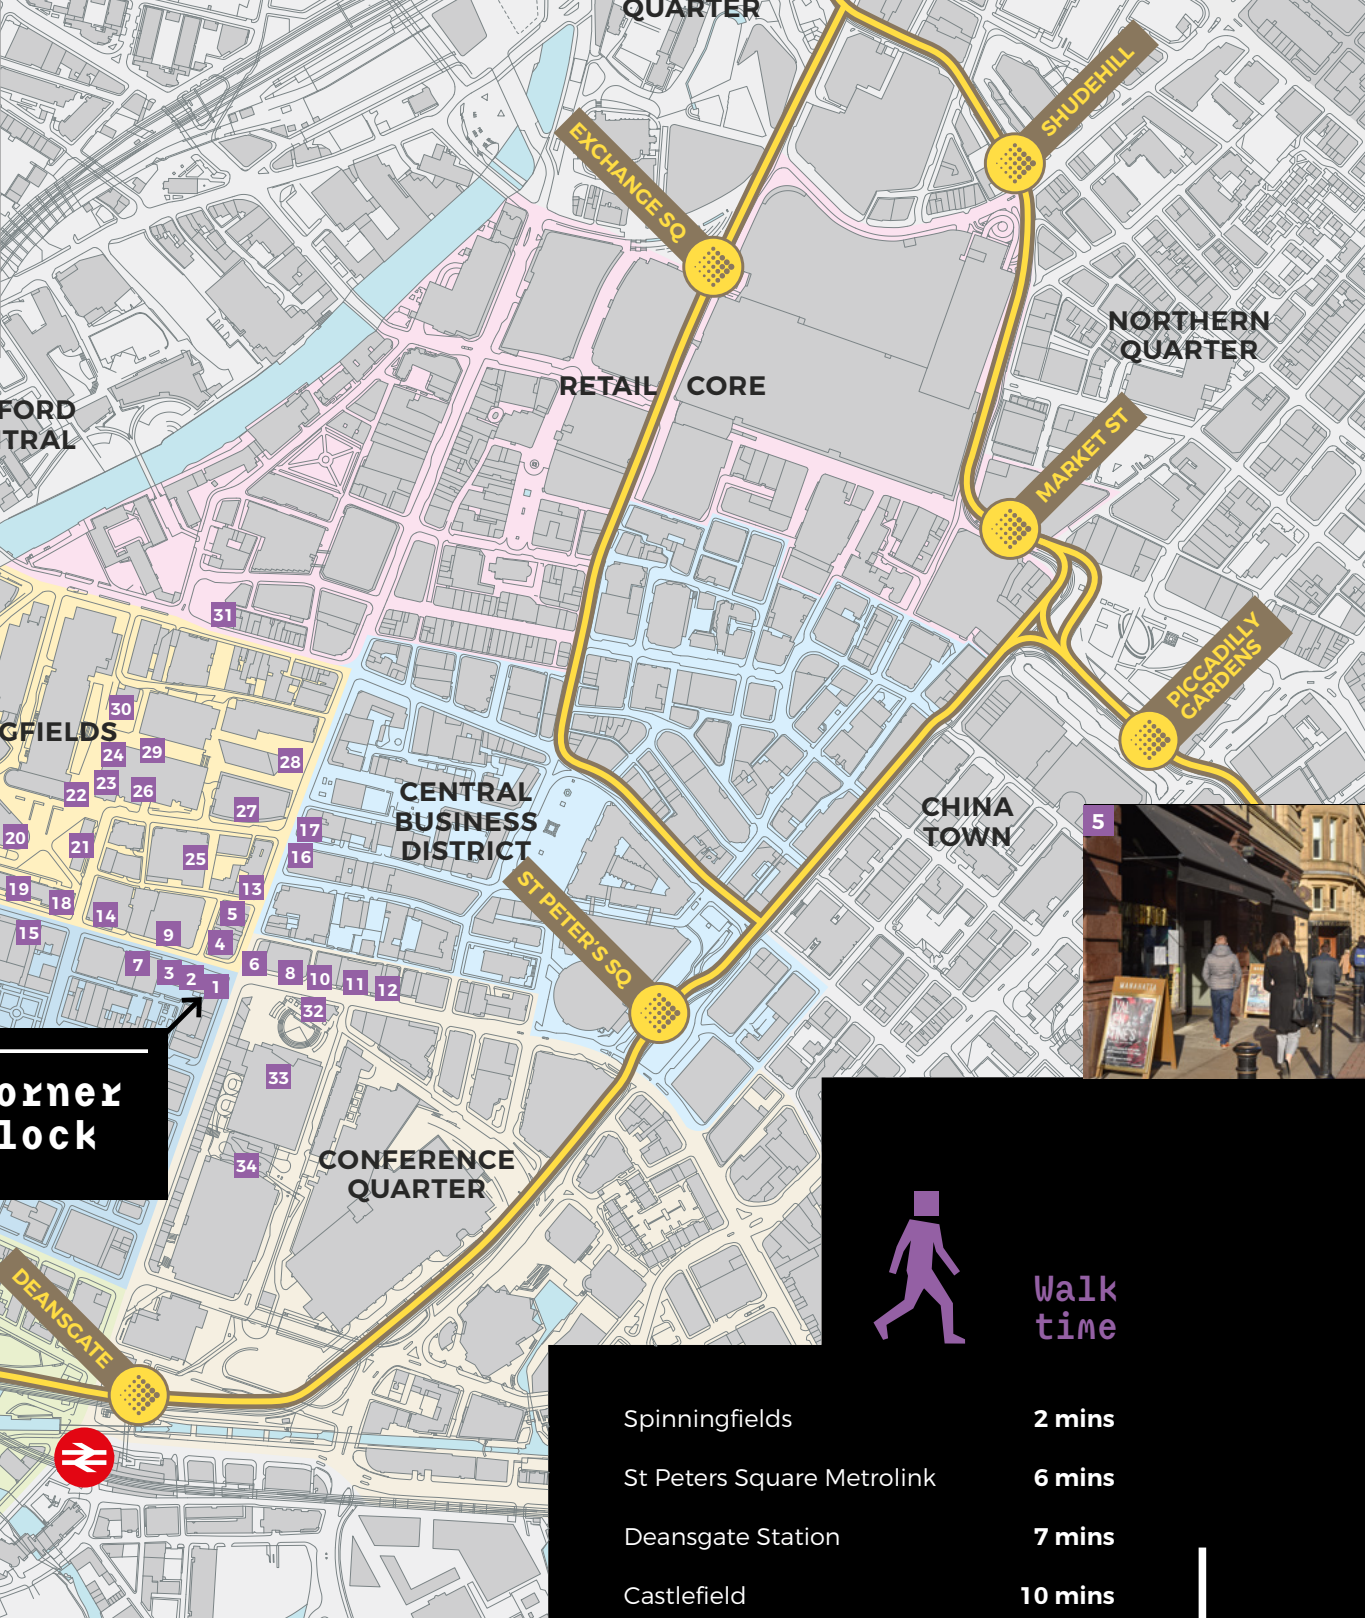 QUARTER
SHUDEHILL
EXCHANGE SQ
NORTHERN
QUARTER
RETAIL CORE
FORD
TRAL
MARKET ST
31
PICCADILLY
GARDENS
30
GFIELDS
24
29
28
23
26
22
27
CENTRAL
BUSINESS
DISTRICT
CHINA
TOWN
5
17
20
21
16
25
ST PETER'S SQ
19
18
13
14
5
15
9
4
7
3
2
1
6
8
10
11
12
32
33
orner
lock
34
CONFERENCE
QUARTER
DEANSGATE
Walk
time
Spinningfields 2 mins
St Peters Square Metrolink 6 mins
Deansgate Station 7 mins
Castlefield 10 mins